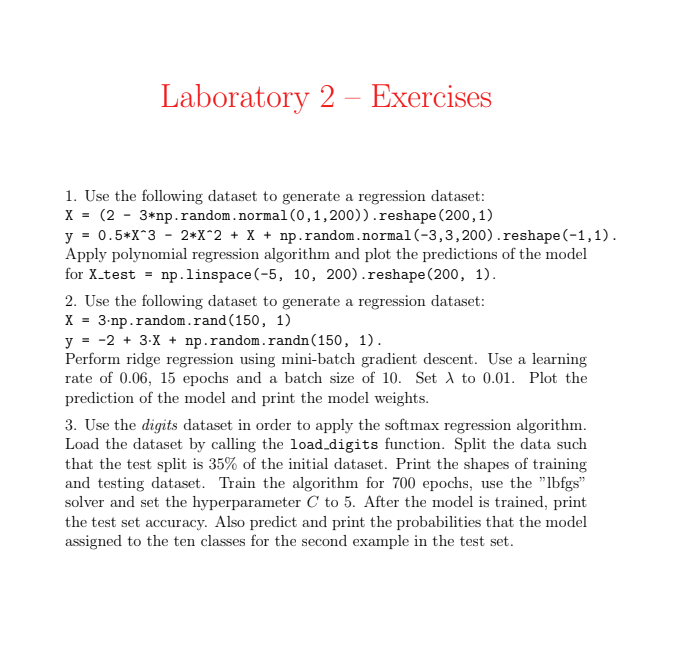 Laboratory 2 – Exercises
1. Use the following dataset to generate a regression dataset:
X = (2 - 3*np.random.normal(0,1,200)).reshape(200,1)
y = 0.5*X^3 - 2*X^2 + X + np.random.normal(-3,3,200).reshape(-1,1).
Apply polynomial regression algorithm and plot the predictions of the model
for X_test = np.linspace(-5, 10, 200).reshape(200, 1).
2. Use the following dataset to generate a regression dataset:
X = 3·np.random.rand(150, 1)
y = -2 + 3·X + np.random.randn(150, 1).
Perform ridge regression using mini-batch gradient descent. Use a learning
rate of 0.06, 15 epochs and a batch size of 10. Set λ to 0.01. Plot the
prediction of the model and print the model weights.
3. Use the digits dataset in order to apply the softmax regression algorithm.
Load the dataset by calling the load_digits function. Split the data such
that the test split is 35% of the initial dataset. Print the shapes of training
and testing dataset. Train the algorithm for 700 epochs, use the ”lbfgs”
solver and set the hyperparameter C to 5. After the model is trained, print
the test set accuracy. Also predict and print the probabilities that the model
assigned to the ten classes for the second example in the test set.